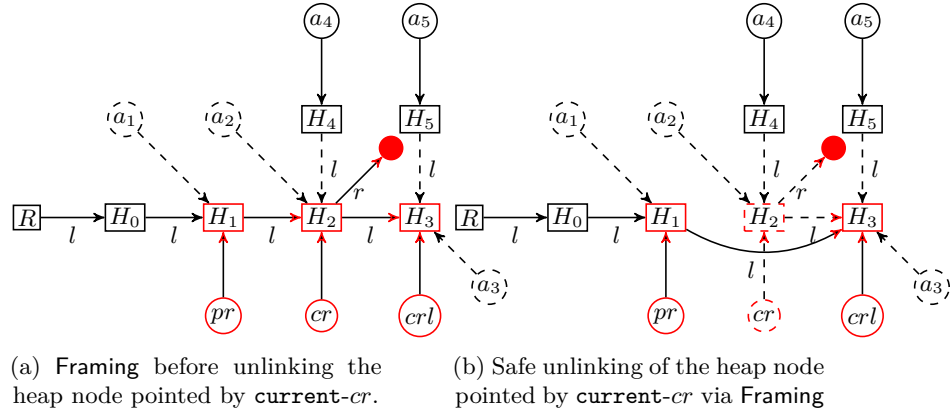 a4 a5 a4 a5
a1 a2 H4 H5 a1 a2 H4 H5
l r l l r l
R l H0 l H1 l H2 l H3 R l H0 l H1 H2 l H3
l
a3 a3
pr cr crl pr cr crl
(a) Framing before unlinking the
heap node pointed by current-cr.
(b) Safe unlinking of the heap node
pointed by current-cr via Framing